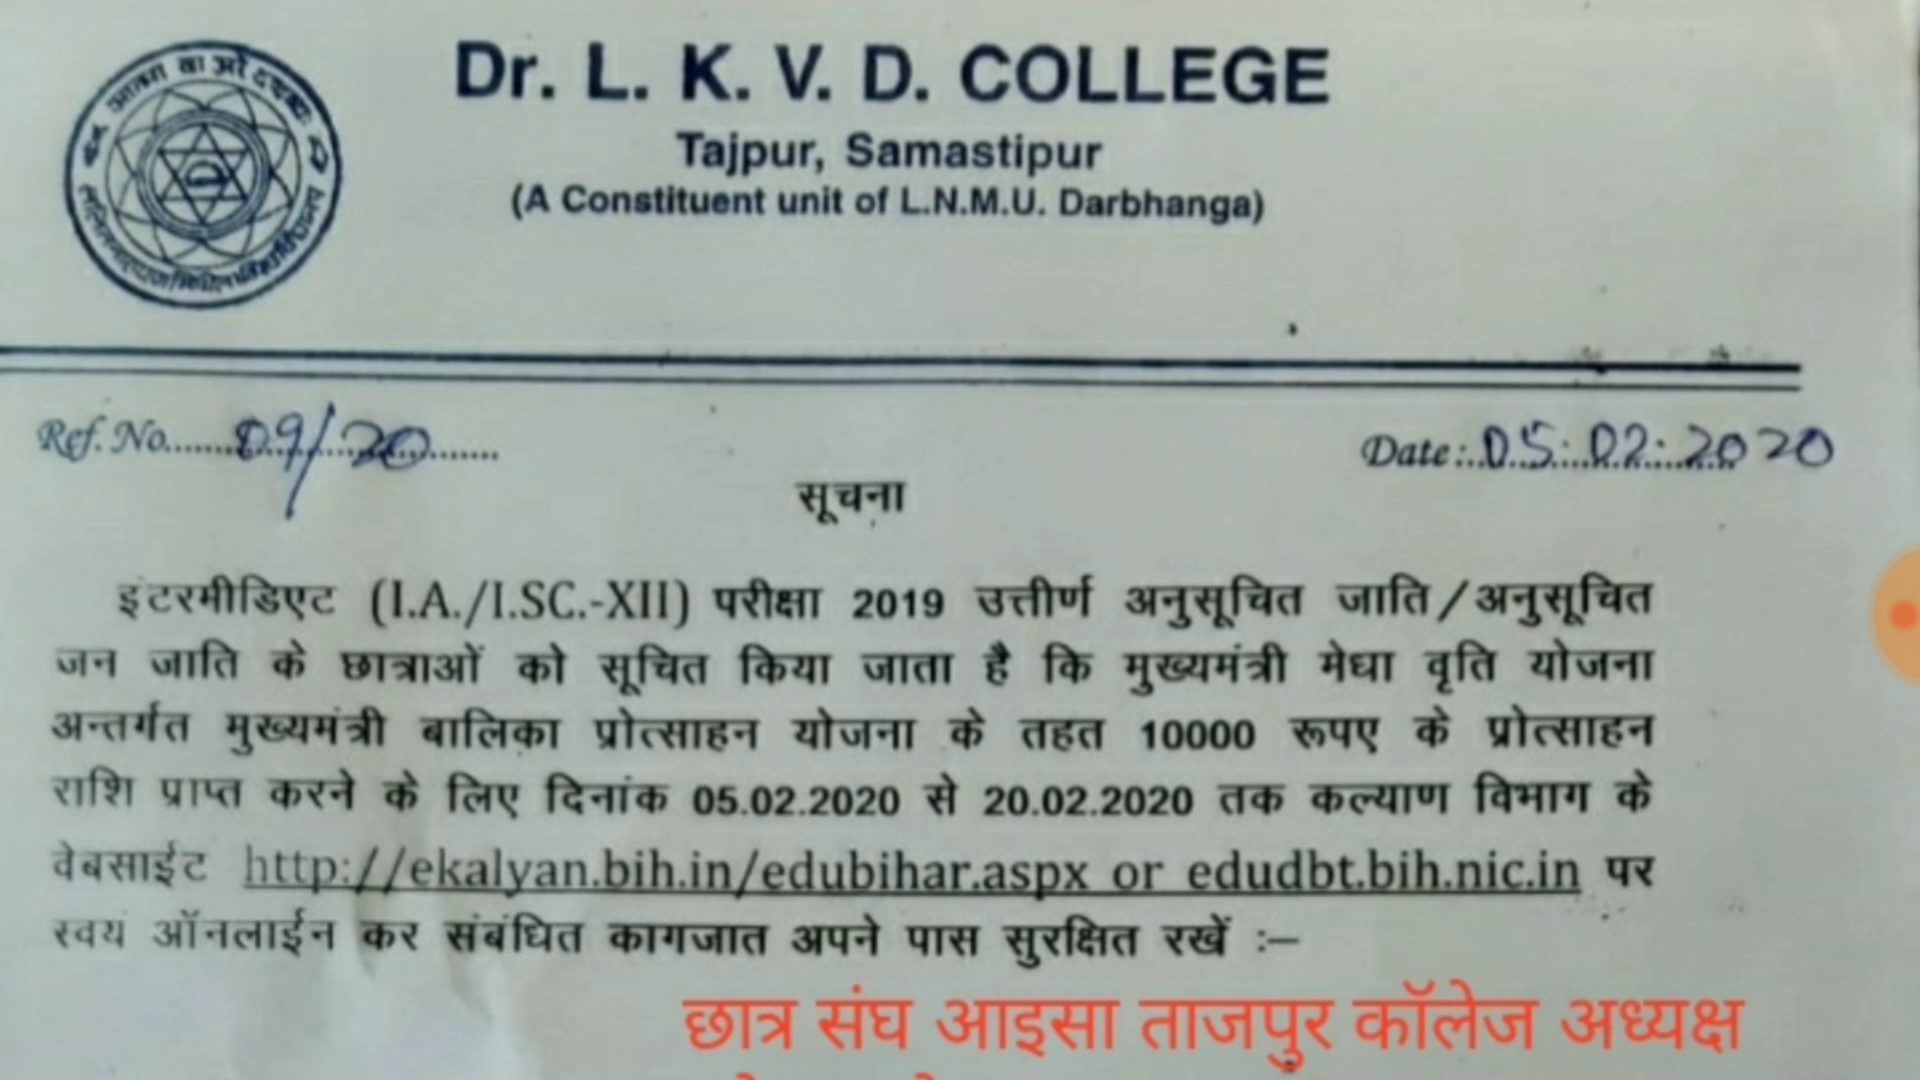 Dr. L. K. V. D. COLLEGE
Tajpur, Samastipur
(A Constituent unit of L.N.M.U. Darbhanga)
Ref. No.......09/20.......
Date:..05:02:2020
सूचना
इंटरमीडिएट (I.A./I.SC.-XII) परीक्षा 2019 उत्तीर्ण अनुसूचित जाति/अनुसूचित
जन जाति के छात्राओं को सूचित किया जाता है कि मुख्यमंत्री मेधा वृति योजना
अन्तर्गत मुख्यमंत्री बालिका प्रोत्साहन योजना के तहत 10000 रूपए के प्रोत्साहन
राशि प्राप्त करने के लिए दिनांक 05.02.2020 से 20.02.2020 तक कल्याण विभाग के
वेबसाईट http://ekalyan.bih.in/edubihar.aspx or edudbt.bih.nic.in पर
स्वयं ऑनलाईन कर संबंधित कागजात अपने पास सुरक्षित रखें :–
छात्र संघ आइसा ताजपुर कॉलेज अध्यक्ष